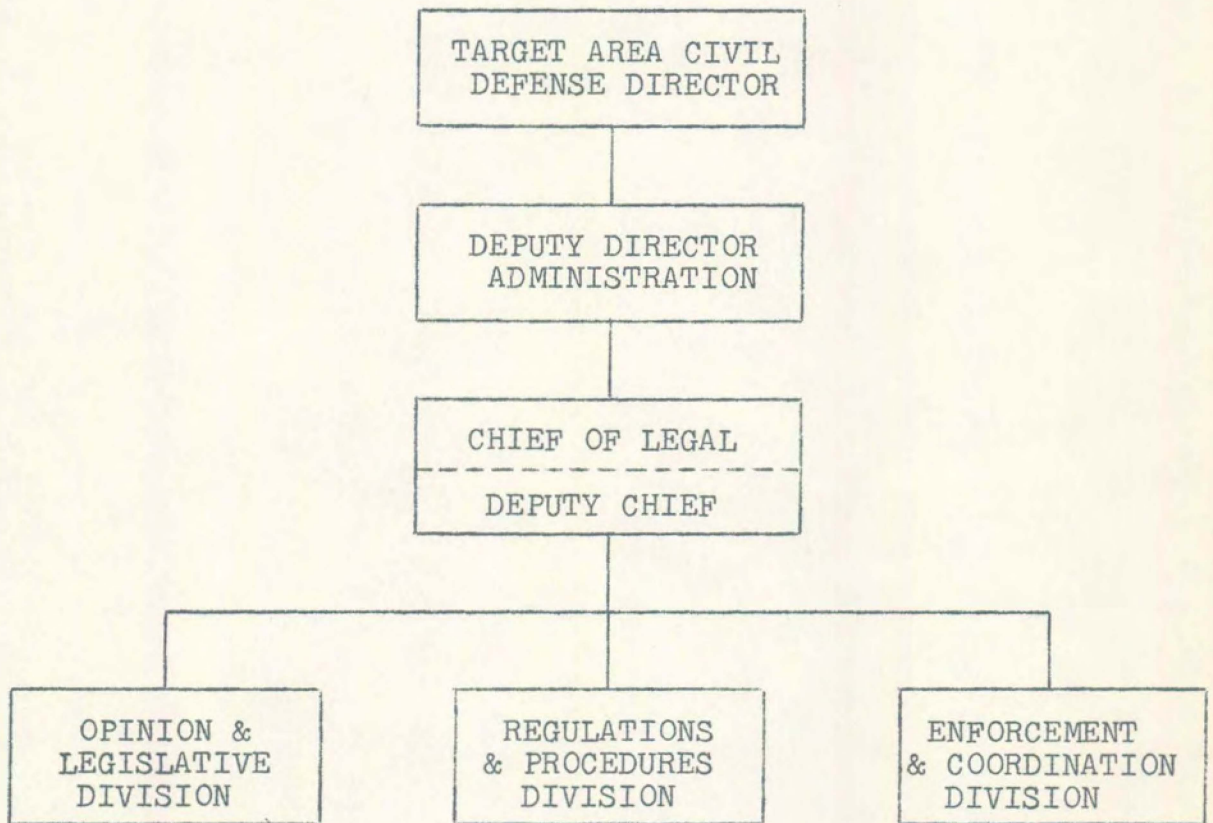 TARGET AREA CIVIL
DEFENSE DIRECTOR
DEPUTY DIRECTOR
ADMINISTRATION
CHIEF OF LEGAL
DEPUTY CHIEF
OPINION &
LEGISLATIVE
DIVISION
REGULATIONS
& PROCEDURES
DIVISION
ENFORCEMENT
& COORDINATION
DIVISION